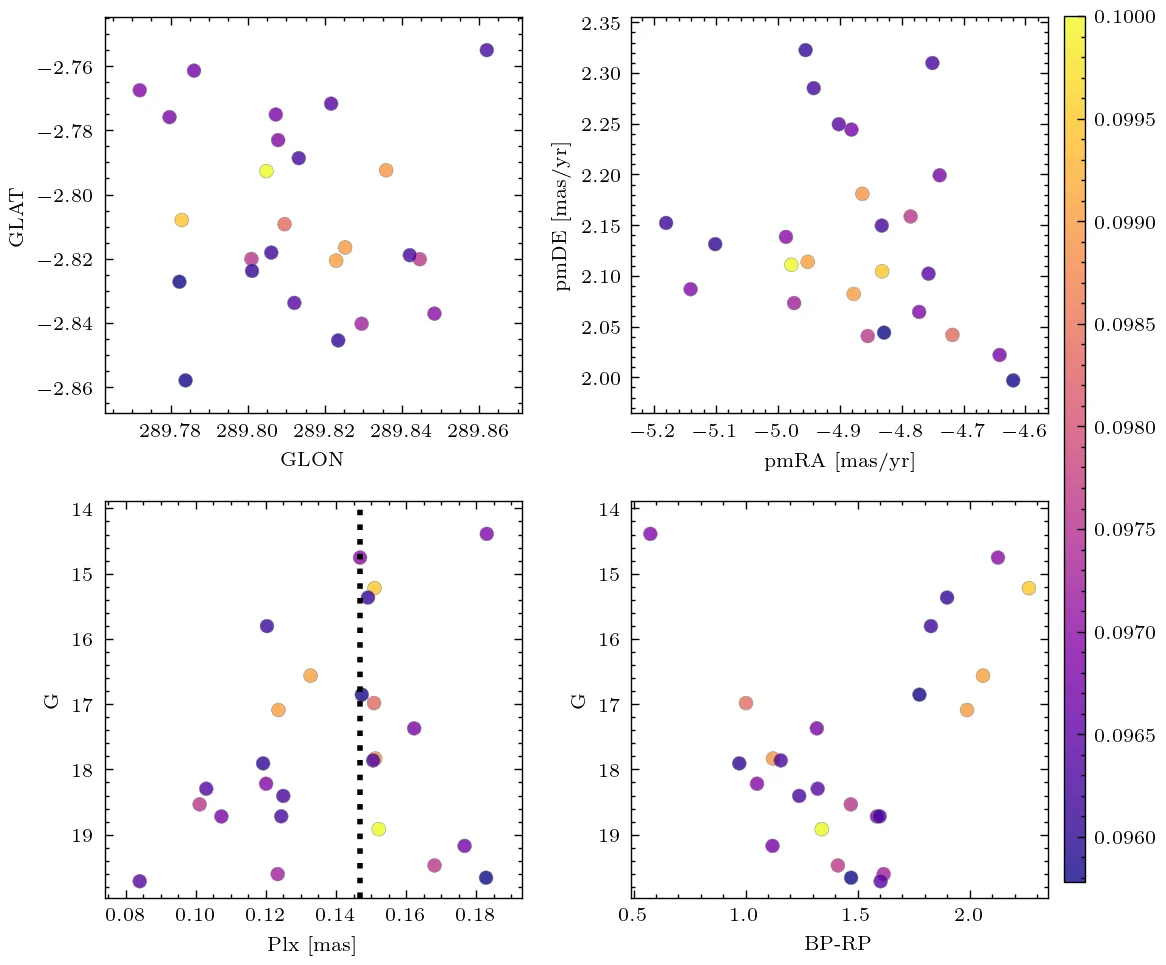 −2.76
−2.78
−2.80
−2.82
−2.84
−2.86
GLAT
289.78 289.80 289.82 289.84 289.86
GLON
2.35
2.30
2.25
2.20
2.15
2.10
2.05
2.00
pmDE [mas/yr]
−5.2 −5.1 −5.0 −4.9 −4.8 −4.7 −4.6
pmRA [mas/yr]
14
15
16
17
18
19
G
0.08 0.10 0.12 0.14 0.16 0.18
Plx [mas]
14
15
16
17
18
19
G
0.5 1.0 1.5 2.0
BP-RP
0.1000
0.0995
0.0990
0.0985
0.0980
0.0975
0.0970
0.0965
0.0960